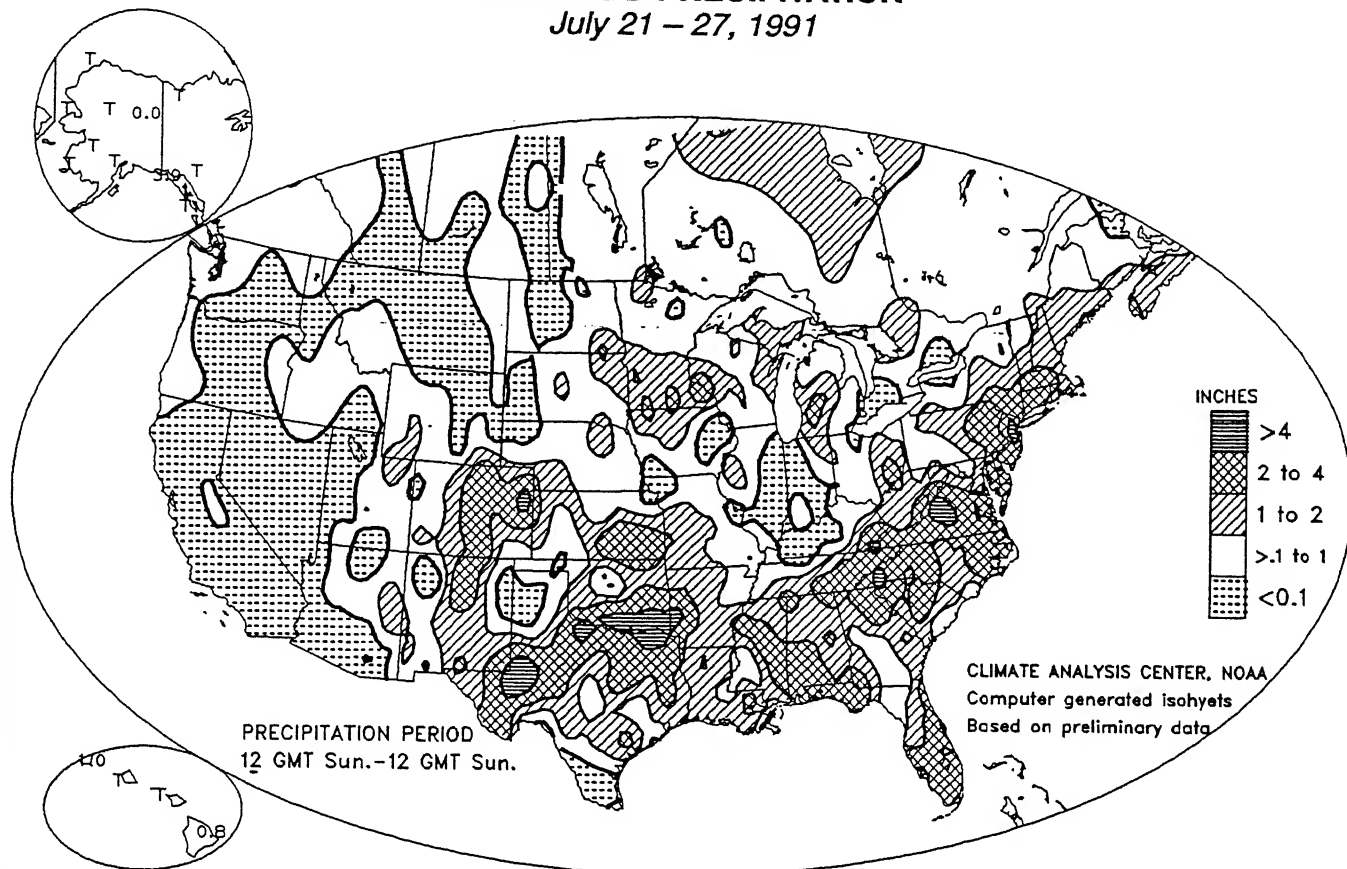 July 21 – 27, 1991
T
T
T
T
0.0
T
T
T
T
INCHES
>4
2 to 4
1 to 2
>.1 to 1
<0.1
CLIMATE ANALYSIS CENTER, NOAA
Computer generated isohyets
Based on preliminary data
PRECIPITATION PERIOD
12 GMT Sun.–12 GMT Sun.
1.0
T
T
0.8